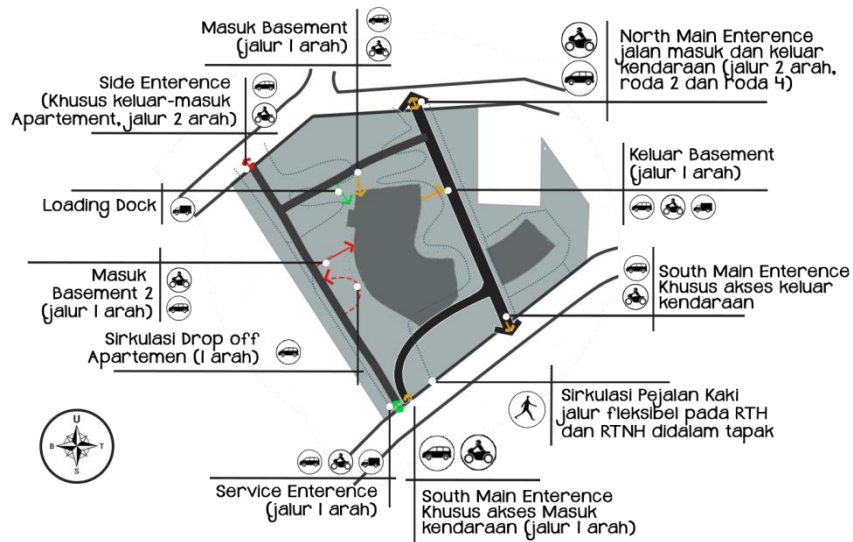 Masuk Basement
(jalur 1 arah)
North Main Enterence
jalan masuk dan keluar
kendaraan (jalur 2 arah,
roda 2 dan roda 4)
Side Enterence
(Khusus keluar-masuk
Apartement, jalur 2 arah)
Keluar Basement
(jalur 1 arah)
Loading Dock
Masuk
Basement 2
(jalur 1 arah)
South Main Enterence
Khusus akses keluar
kendaraan
Sirkulasi Drop off
Apartemen (1 arah)
Sirkulasi Pejalan Kaki
jalur fleksibel pada RTH
dan RTNH didalam tapak
U
B
T
S
Service Enterence
(jalur 1 arah)
South Main Enterence
Khusus akses Masuk
kendaraan (jalur 1 arah)